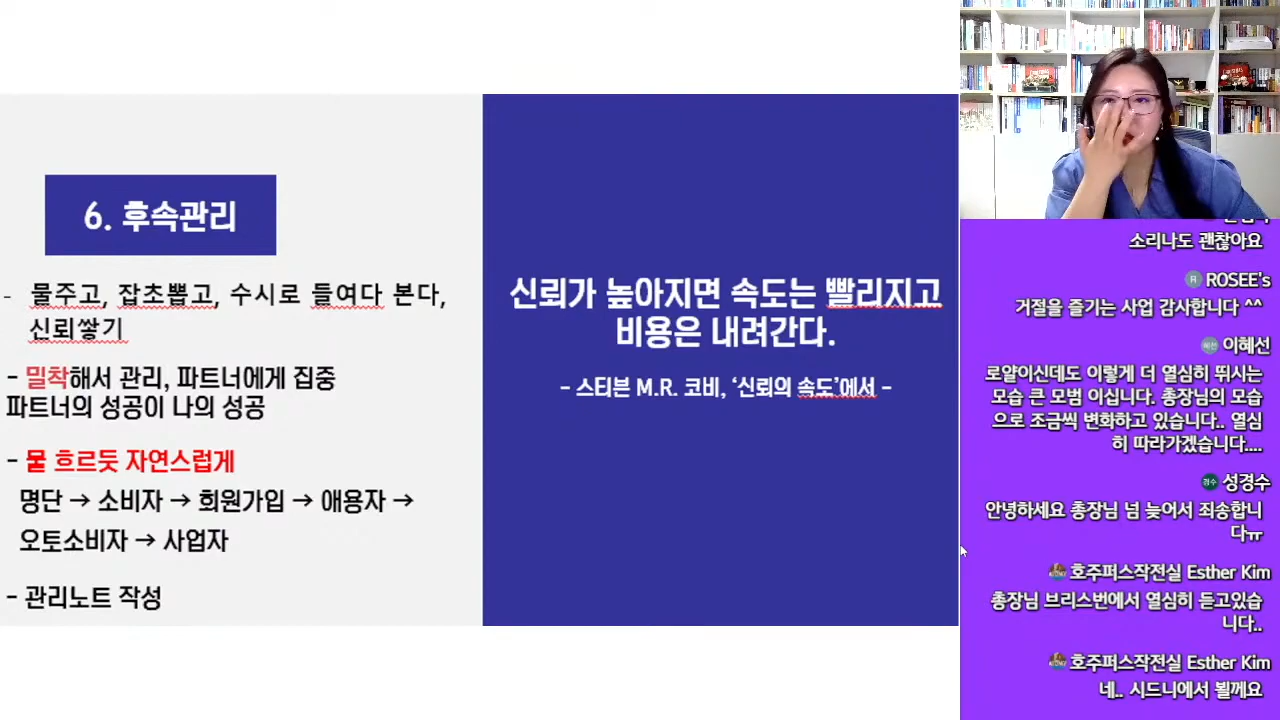 6. 후속관리
- 물주고, 잡초뽑고, 수시로 들여다 본다,
신뢰쌓기
- 밀착해서 관리, 파트너에게 집중
파트너의 성공이 나의 성공
- 물 흐르듯 자연스럽게
명단 → 소비자 → 회원가입 → 애용자 →
오토소비자 → 사업자
- 관리노트 작성
신뢰가 높아지면 속도는 빨리지고
비용은 내려간다.
- 스티븐 M.R. 코비, ‘신뢰의 속도’에서 -
소리나도 괜찮아요
R ROSEE's
거절을 즐기는 사업 감사합니다 ^^
혜선 이혜선
로얄이신데도 이렇게 더 열심히 뛰시는
모습 큰 모범 이십니다. 총장님의 모습
으로 조금씩 변화하고 있습니다.. 열심
히 따라가겠습니다....
경수 성경수
안녕하세요 총장님 넘 늦어서 죄송합니
다ㅠ
호주퍼스작전실 Esther Kim
총장님 브리스번에서 열심히 듣고있습
니다..
호주퍼스작전실 Esther Kim
네.. 시드니에서 뵐께요